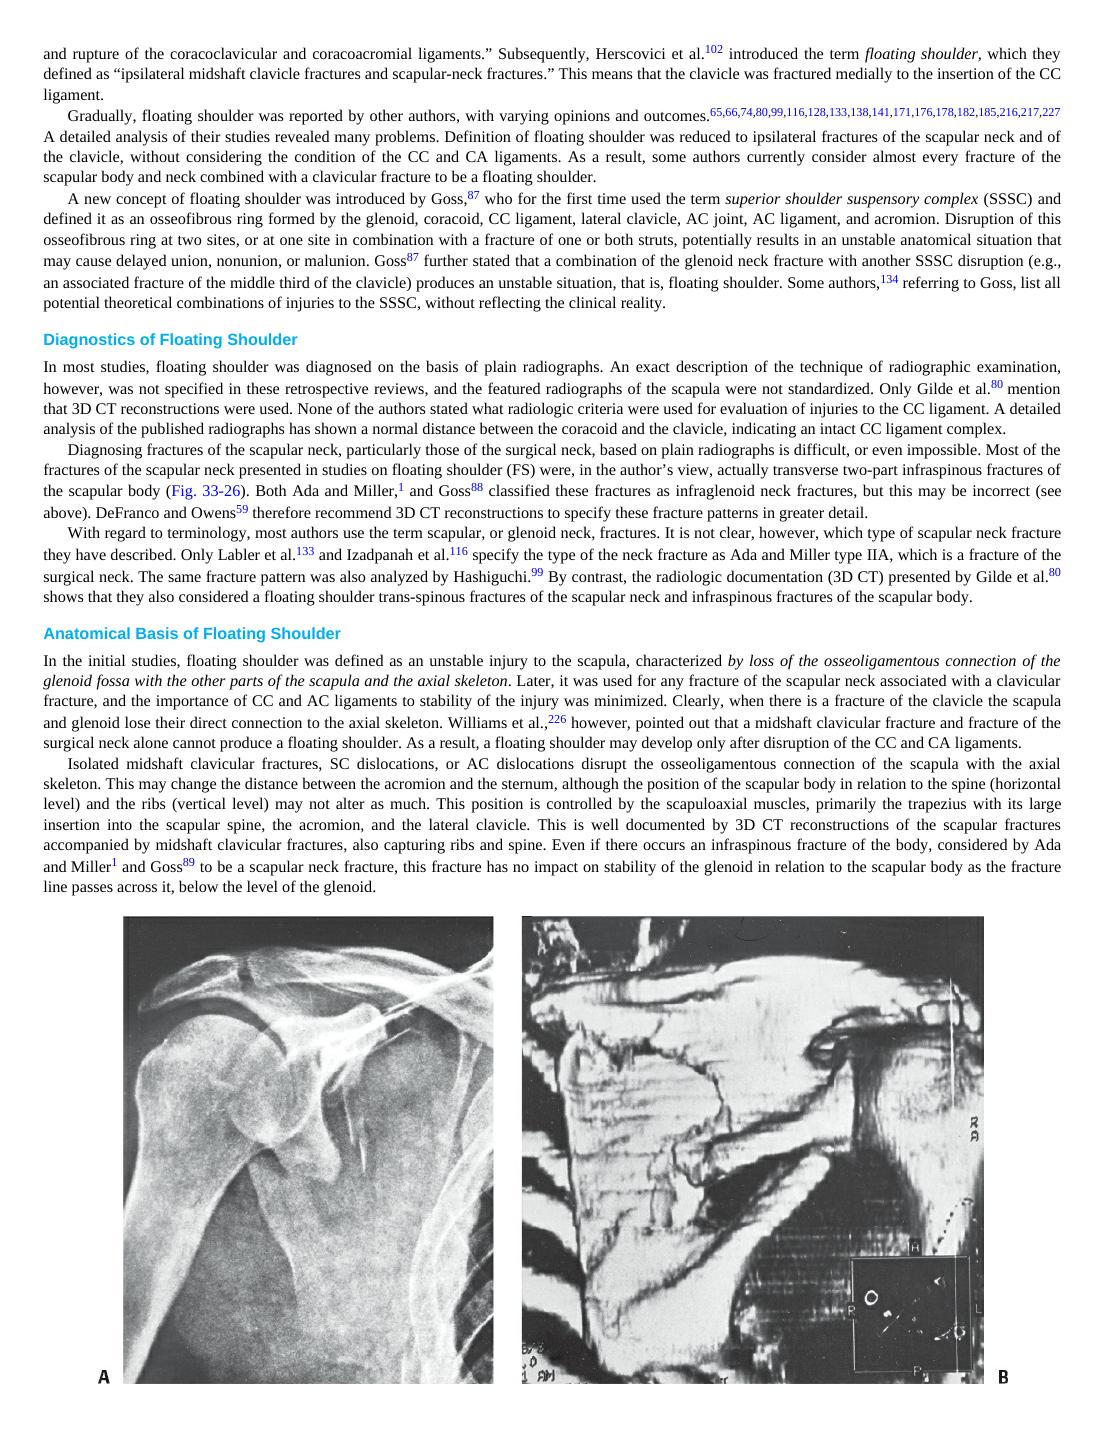 and rupture of the coracoclavicular and coracoacromial ligaments.” Subsequently, Herscovici et al.102 introduced the term floating shoulder, which they
defined as “ipsilateral midshaft clavicle fractures and scapular-neck fractures.” This means that the clavicle was fractured medially to the insertion of the CC
ligament.
Gradually, floating shoulder was reported by other authors, with varying opinions and outcomes.65,66,74,80,99,116,128,133,138,141,171,176,178,182,185,216,217,227
A detailed analysis of their studies revealed many problems. Definition of floating shoulder was reduced to ipsilateral fractures of the scapular neck and of
the clavicle, without considering the condition of the CC and CA ligaments. As a result, some authors currently consider almost every fracture of the
scapular body and neck combined with a clavicular fracture to be a floating shoulder.
A new concept of floating shoulder was introduced by Goss,87 who for the first time used the term superior shoulder suspensory complex (SSSC) and
defined it as an osseofibrous ring formed by the glenoid, coracoid, CC ligament, lateral clavicle, AC joint, AC ligament, and acromion. Disruption of this
osseofibrous ring at two sites, or at one site in combination with a fracture of one or both struts, potentially results in an unstable anatomical situation that
may cause delayed union, nonunion, or malunion. Goss87 further stated that a combination of the glenoid neck fracture with another SSSC disruption (e.g.,
an associated fracture of the middle third of the clavicle) produces an unstable situation, that is, floating shoulder. Some authors,134 referring to Goss, list all
potential theoretical combinations of injuries to the SSSC, without reflecting the clinical reality.
Diagnostics of Floating Shoulder
In most studies, floating shoulder was diagnosed on the basis of plain radiographs. An exact description of the technique of radiographic examination,
however, was not specified in these retrospective reviews, and the featured radiographs of the scapula were not standardized. Only Gilde et al.80 mention
that 3D CT reconstructions were used. None of the authors stated what radiologic criteria were used for evaluation of injuries to the CC ligament. A detailed
analysis of the published radiographs has shown a normal distance between the coracoid and the clavicle, indicating an intact CC ligament complex.
Diagnosing fractures of the scapular neck, particularly those of the surgical neck, based on plain radiographs is difficult, or even impossible. Most of the
fractures of the scapular neck presented in studies on floating shoulder (FS) were, in the author’s view, actually transverse two-part infraspinous fractures of
the scapular body (Fig. 33-26). Both Ada and Miller,1 and Goss88 classified these fractures as infraglenoid neck fractures, but this may be incorrect (see
above). DeFranco and Owens59 therefore recommend 3D CT reconstructions to specify these fracture patterns in greater detail.
With regard to terminology, most authors use the term scapular, or glenoid neck, fractures. It is not clear, however, which type of scapular neck fracture
they have described. Only Labler et al.133 and Izadpanah et al.116 specify the type of the neck fracture as Ada and Miller type IIA, which is a fracture of the
surgical neck. The same fracture pattern was also analyzed by Hashiguchi.99 By contrast, the radiologic documentation (3D CT) presented by Gilde et al.80
shows that they also considered a floating shoulder trans-spinous fractures of the scapular neck and infraspinous fractures of the scapular body.
Anatomical Basis of Floating Shoulder
In the initial studies, floating shoulder was defined as an unstable injury to the scapula, characterized by loss of the osseoligamentous connection of the
glenoid fossa with the other parts of the scapula and the axial skeleton. Later, it was used for any fracture of the scapular neck associated with a clavicular
fracture, and the importance of CC and AC ligaments to stability of the injury was minimized. Clearly, when there is a fracture of the clavicle the scapula
and glenoid lose their direct connection to the axial skeleton. Williams et al.,226 however, pointed out that a midshaft clavicular fracture and fracture of the
surgical neck alone cannot produce a floating shoulder. As a result, a floating shoulder may develop only after disruption of the CC and CA ligaments.
Isolated midshaft clavicular fractures, SC dislocations, or AC dislocations disrupt the osseoligamentous connection of the scapula with the axial
skeleton. This may change the distance between the acromion and the sternum, although the position of the scapular body in relation to the spine (horizontal
level) and the ribs (vertical level) may not alter as much. This position is controlled by the scapuloaxial muscles, primarily the trapezius with its large
insertion into the scapular spine, the acromion, and the lateral clavicle. This is well documented by 3D CT reconstructions of the scapular fractures
accompanied by midshaft clavicular fractures, also capturing ribs and spine. Even if there occurs an infraspinous fracture of the body, considered by Ada
and Miller1 and Goss89 to be a scapular neck fracture, this fracture has no impact on stability of the glenoid in relation to the scapular body as the fracture
line passes across it, below the level of the glenoid.
H
A
B